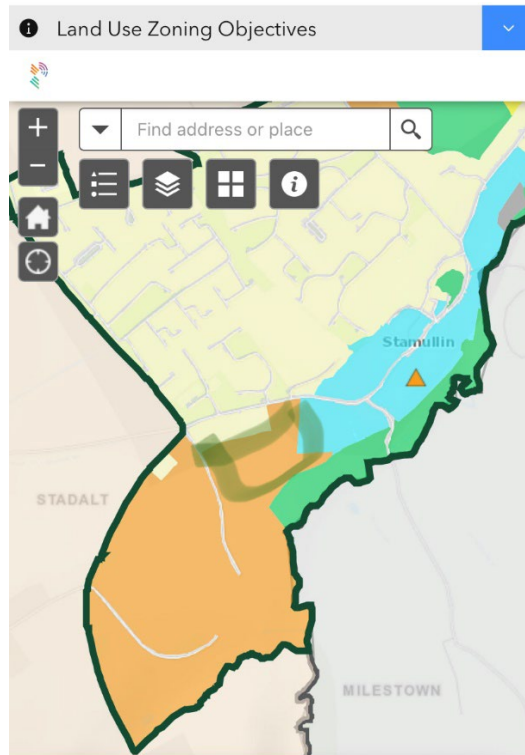 Land Use Zoning Objectives
Find address or place
Stamullin
STADALT
MILESTOWN